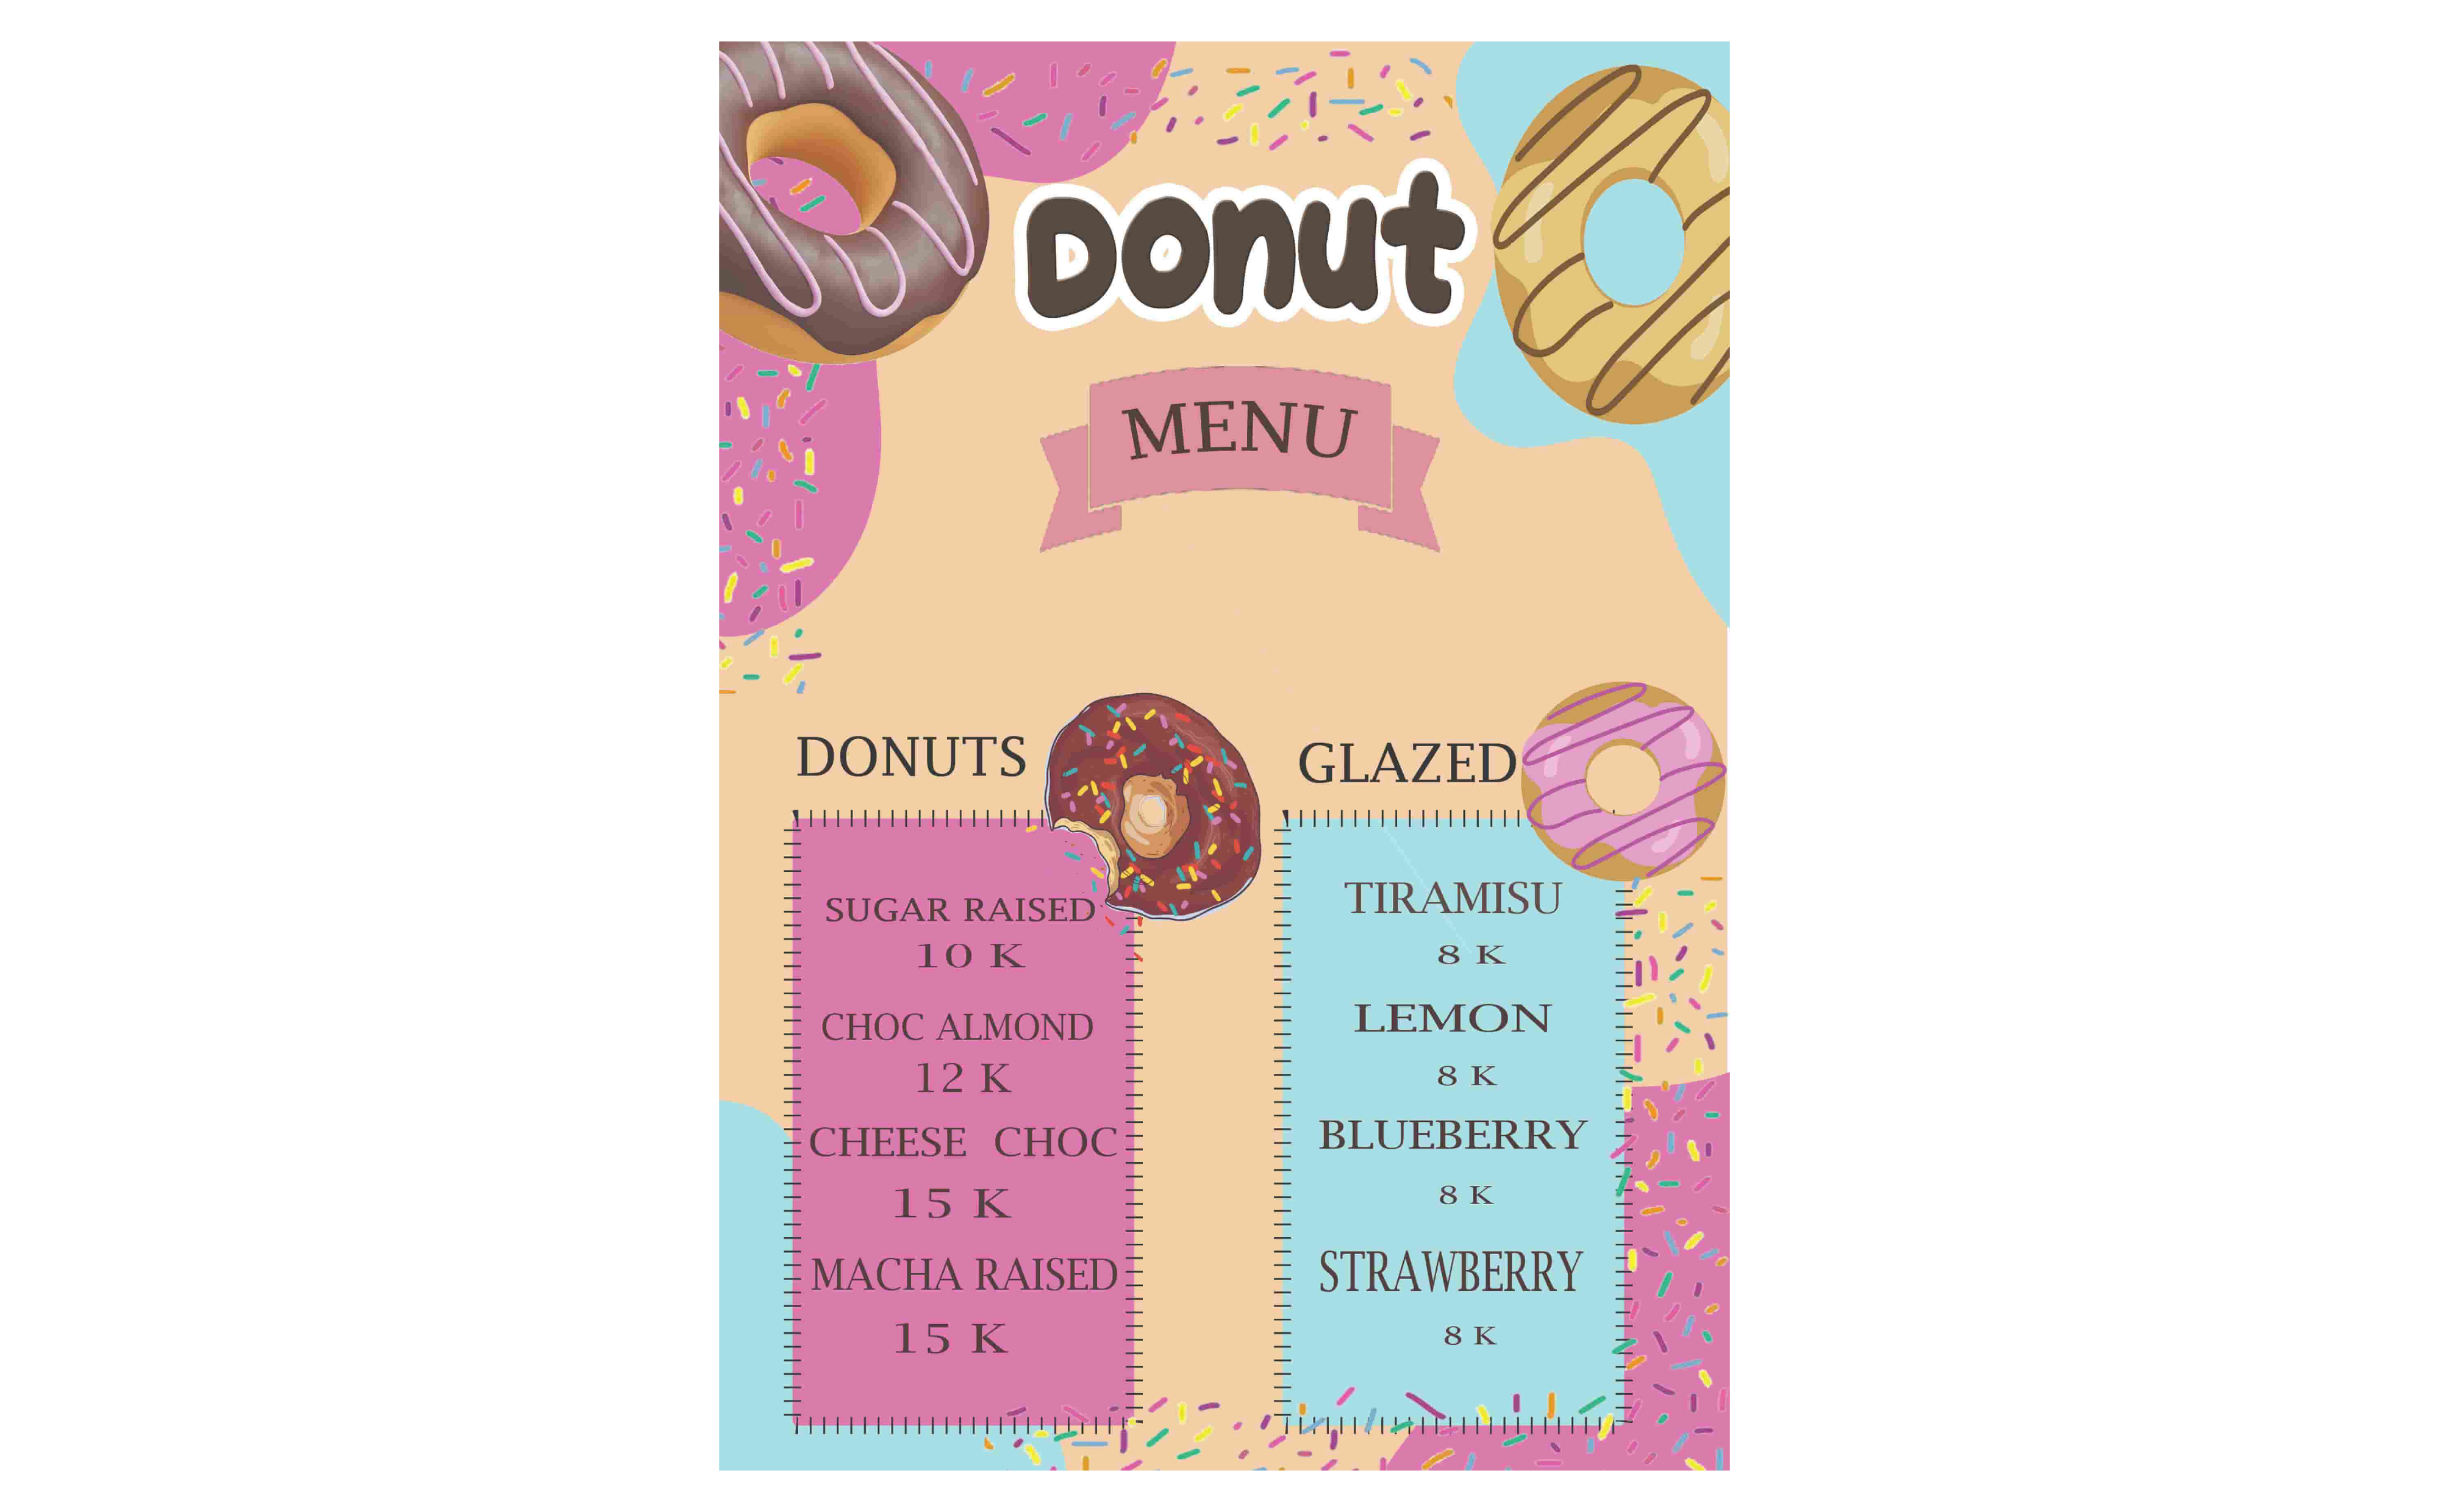 Donut
MENU
DONUTS
SUGAR RAISED
10 K
CHOC ALMOND
12 K
CHEESE CHOC
15 K
MACHA RAISED
15 K
GLAZED
TIRAMISU
8 K
LEMON
8 K
BLUEBERRY
8 K
STRAWBERRY
8 K